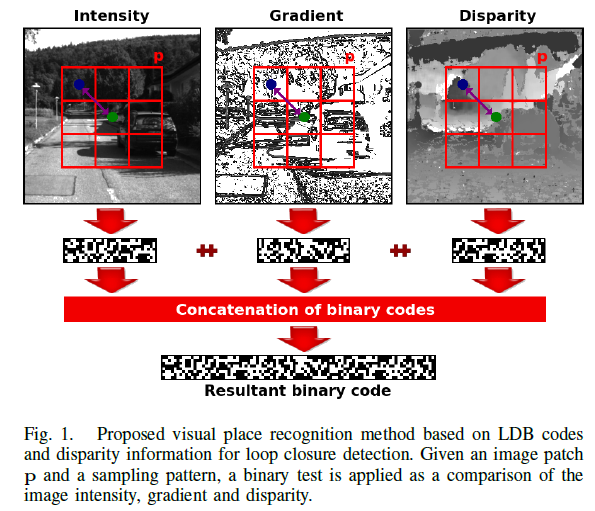 Intensity Gradient Disparity
p p p
++ ++
Concatenation of binary codes
Resultant binary code
Fig. 1. Proposed visual place recognition method based on LDB codes
and disparity information for loop closure detection. Given an image patch
p and a sampling pattern, a binary test is applied as a comparison of the
image intensity, gradient and disparity.